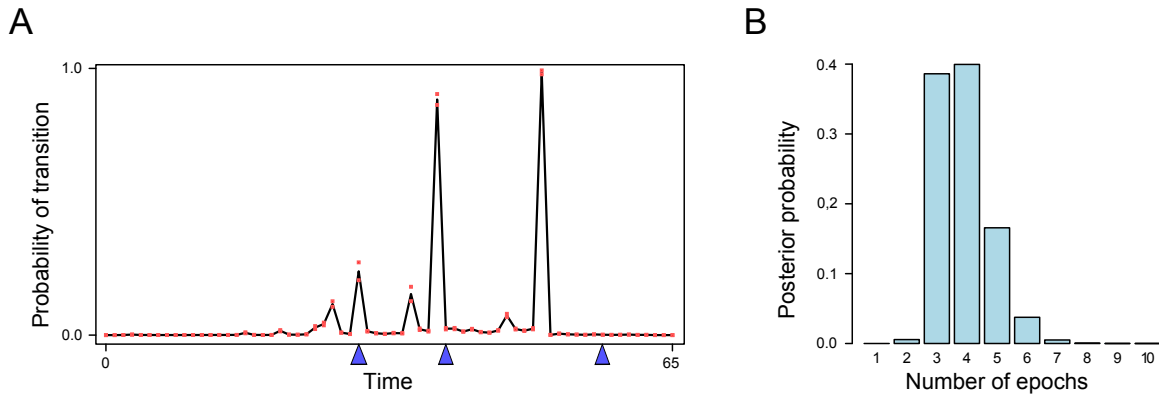 A
Probability of transition
1.0
0.0
0
65
Time
B
Posterior probability
0.4
0.3
0,2
0.1
0.0
1 2 3 4 5 6 7 8 9 10
Number of epochs